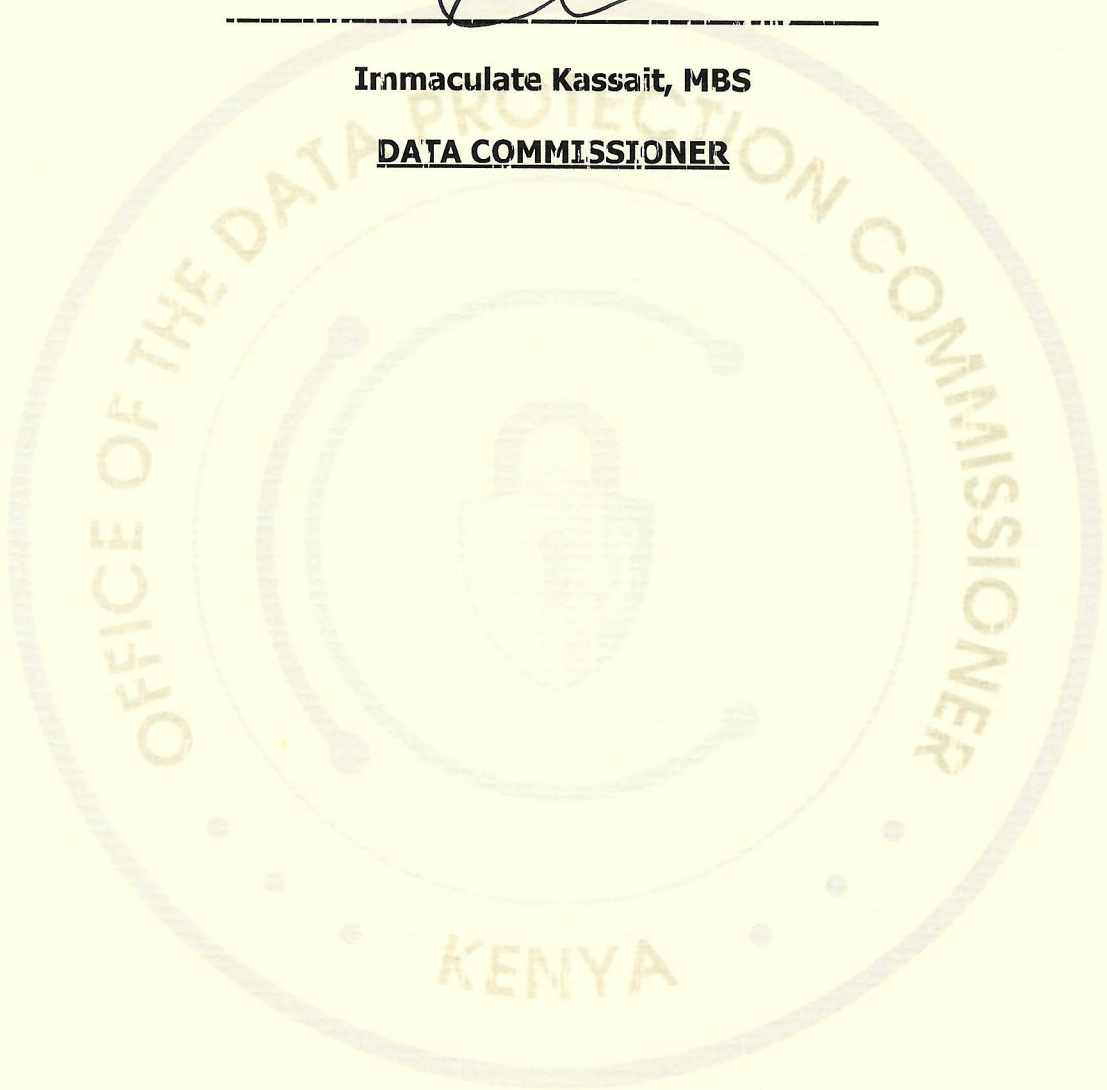 Immaculate Kassait, MBS
DATA COMMISSIONER
OFFICE OF THE DATA PROTECTION COMMISSIONER
KENYA